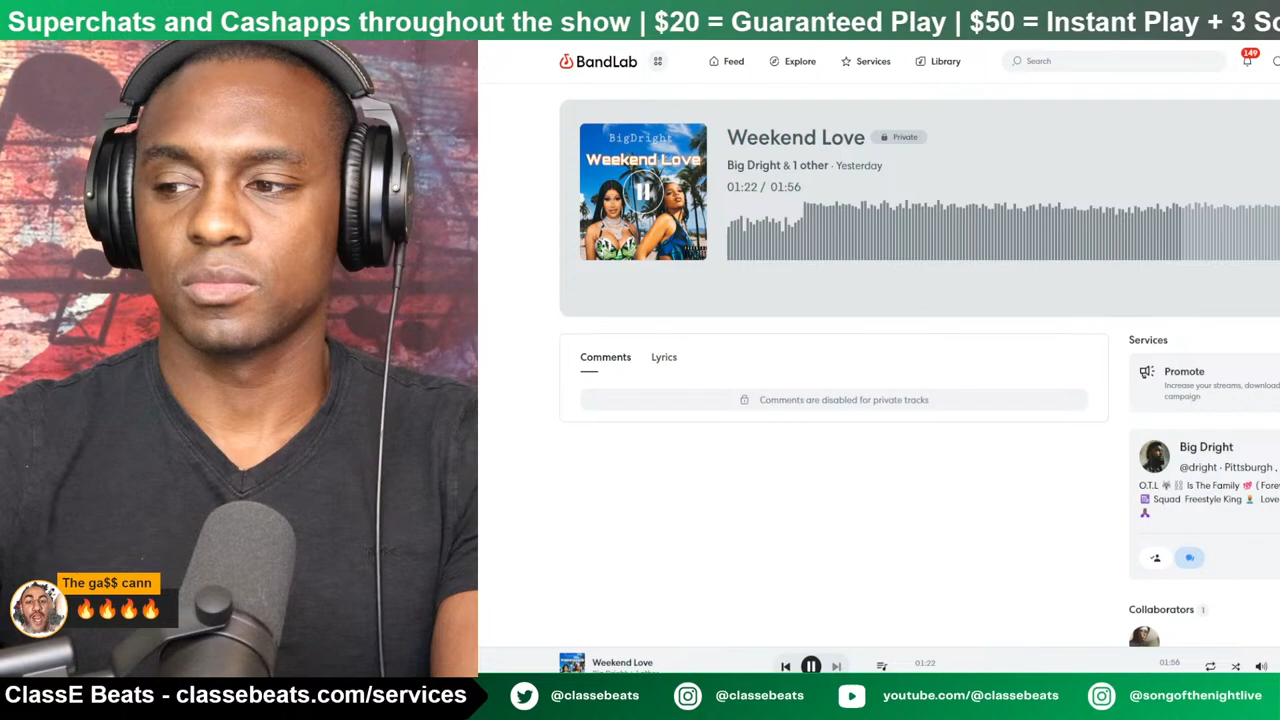 Superchats and Cashapps throughout the show | $20 = Guaranteed Play | $50 = Instant Play + 3 So
BandLab
Feed
Explore
Services
Library
Search
149
BigDright
Weekend Love
Weekend Love
Private
Big Dright & 1 other · Yesterday
01:22 / 01:56
Comments
Lyrics
Comments are disabled for private tracks
Services
Promote
Increase your streams, download
campaign
Big Dright
@dright · Pittsburgh ,
O.T.L 🕷 ⛓ Is The Family 💖 ( Forev
Squad Freestyle King Love
Collaborators 1
The ga$$ cann
🔥🔥🔥🔥
Weekend Love
01:22
01:56
ClassE Beats - classebeats.com/services
@classebeats
@classebeats
youtube.com/@classebeats
@songofthenightlive